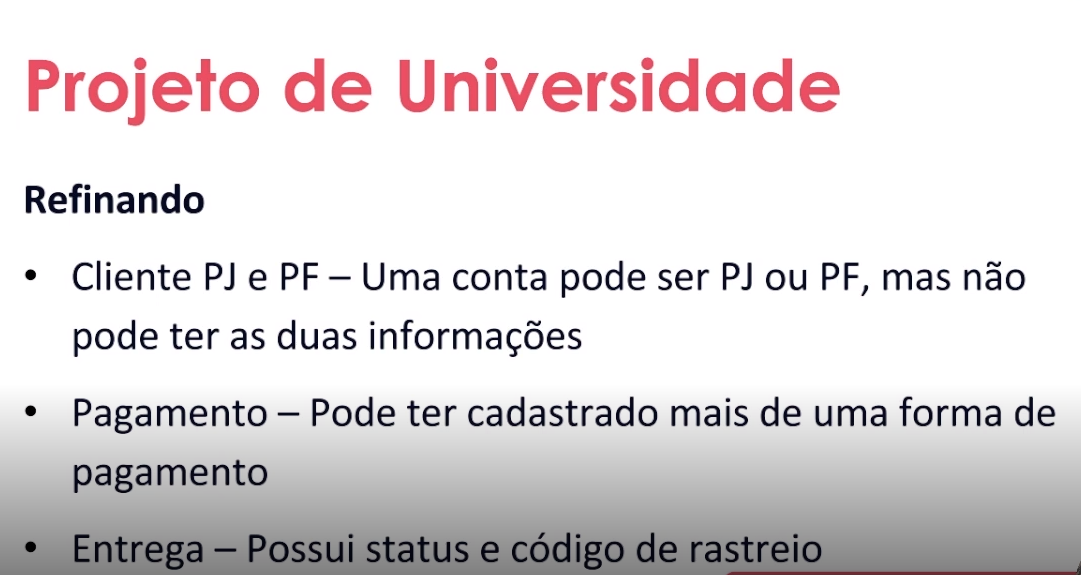 Projeto de Universidade
Refinando
• Cliente PJ e PF – Uma conta pode ser PJ ou PF, mas não
pode ter as duas informações
• Pagamento – Pode ter cadastrado mais de uma forma de
pagamento
• Entrega – Possui status e código de rastreio